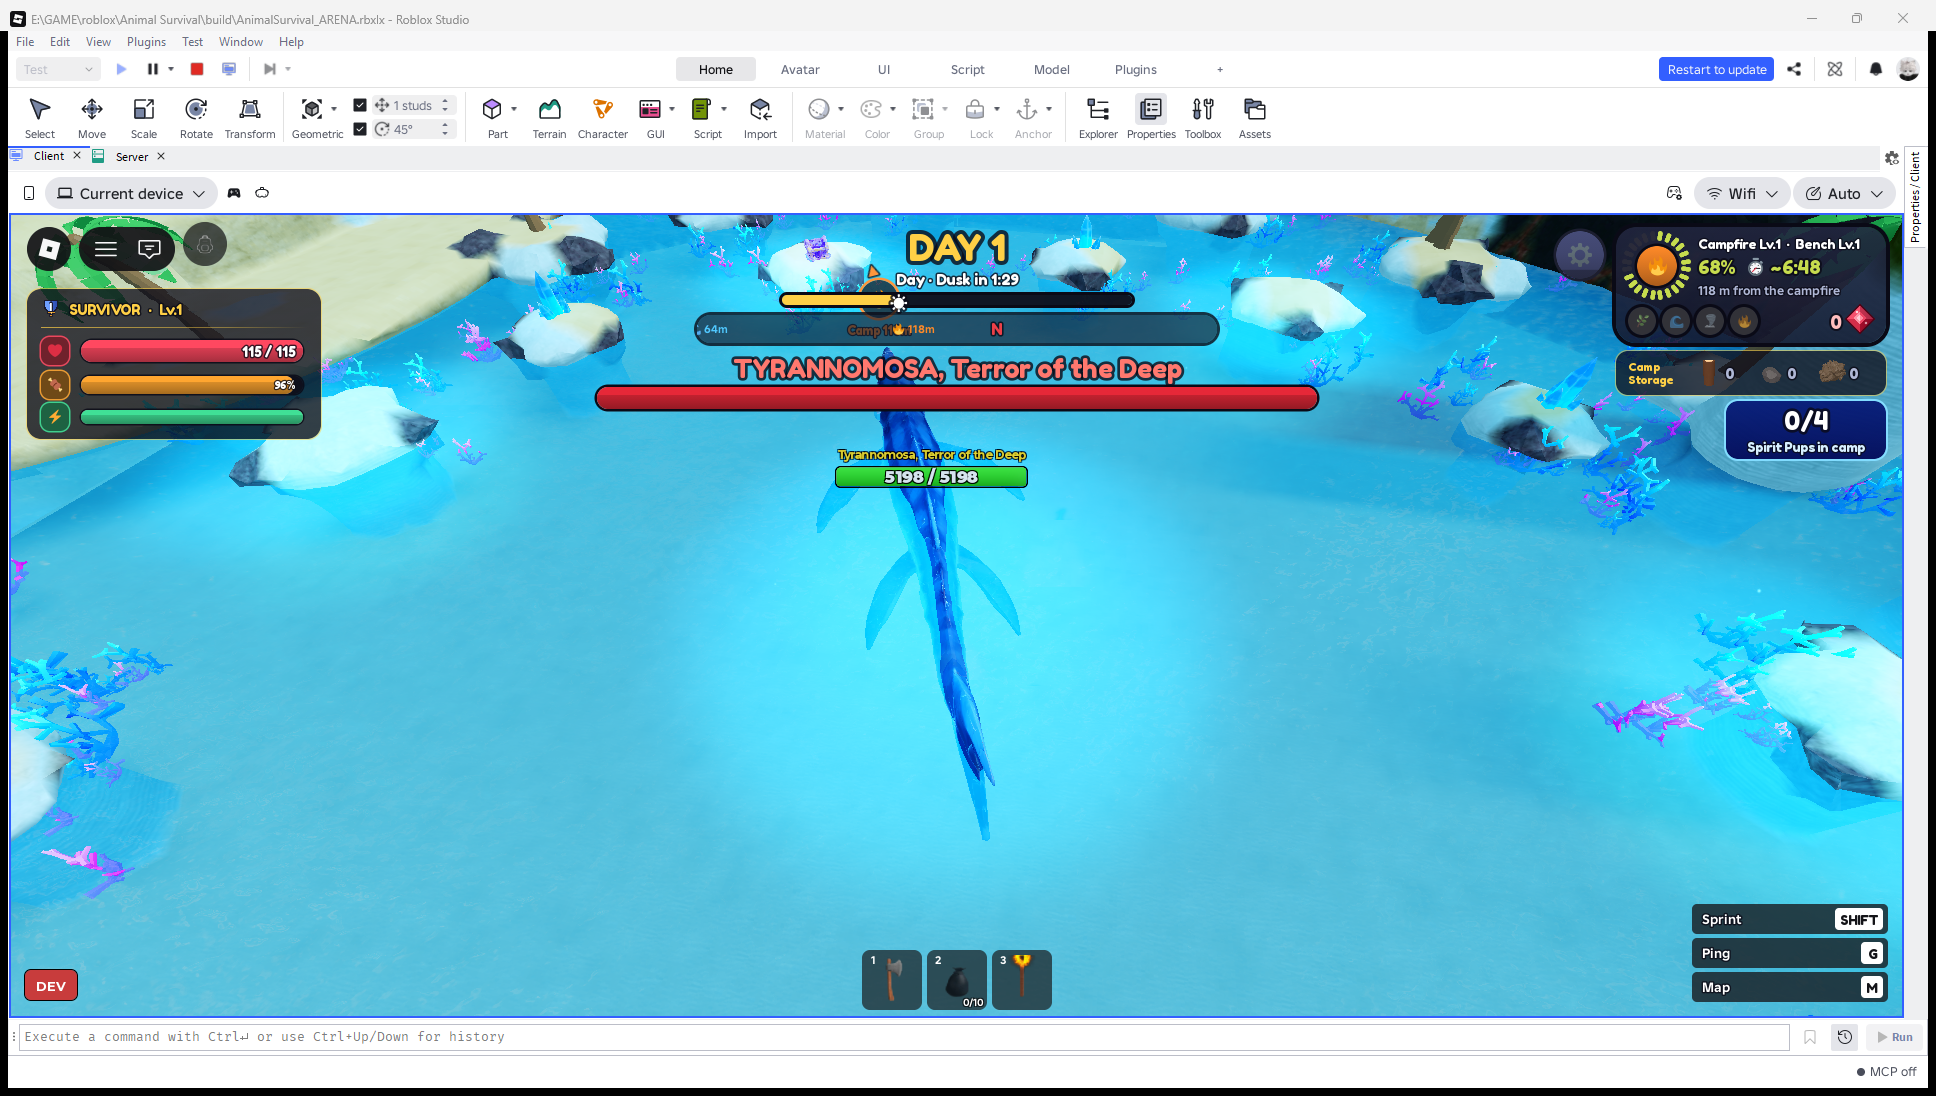 E:\GAME\roblox\Animal Survival\build\AnimalSurvival_ARENA.rbxlx - Roblox Studio
File Edit View Plugins Test Window Help
Test
Home Avatar UI Script Model Plugins +
Restart to update
1 studs
45°
Select Move Scale Rotate Transform Geometric Part Terrain Character GUI Script Import Material Color Group Lock Anchor Explorer Properties Toolbox Assets
Client Server
Properties / Client
Current device
Wifi
Auto
DAY 1
Day · Dusk in 1:29
64m
118m
N
TYRANNOMOSA, Terror of the Deep
Tyrannomosa, Terror of the Deep
5198 / 5198
SURVIVOR · Lv.1
115 / 115
96%
Campfire Lv.1 · Bench Lv.1
68% ~6:48
118 m from the campfire
0
Camp Storage
0 0 0
0/4
Spirit Pups in camp
Sprint SHIFT
Ping G
Map M
DEV
1
2
0/10
3
Execute a command with Ctrl↵ or use Ctrl+Up/Down for history
Run
MCP off